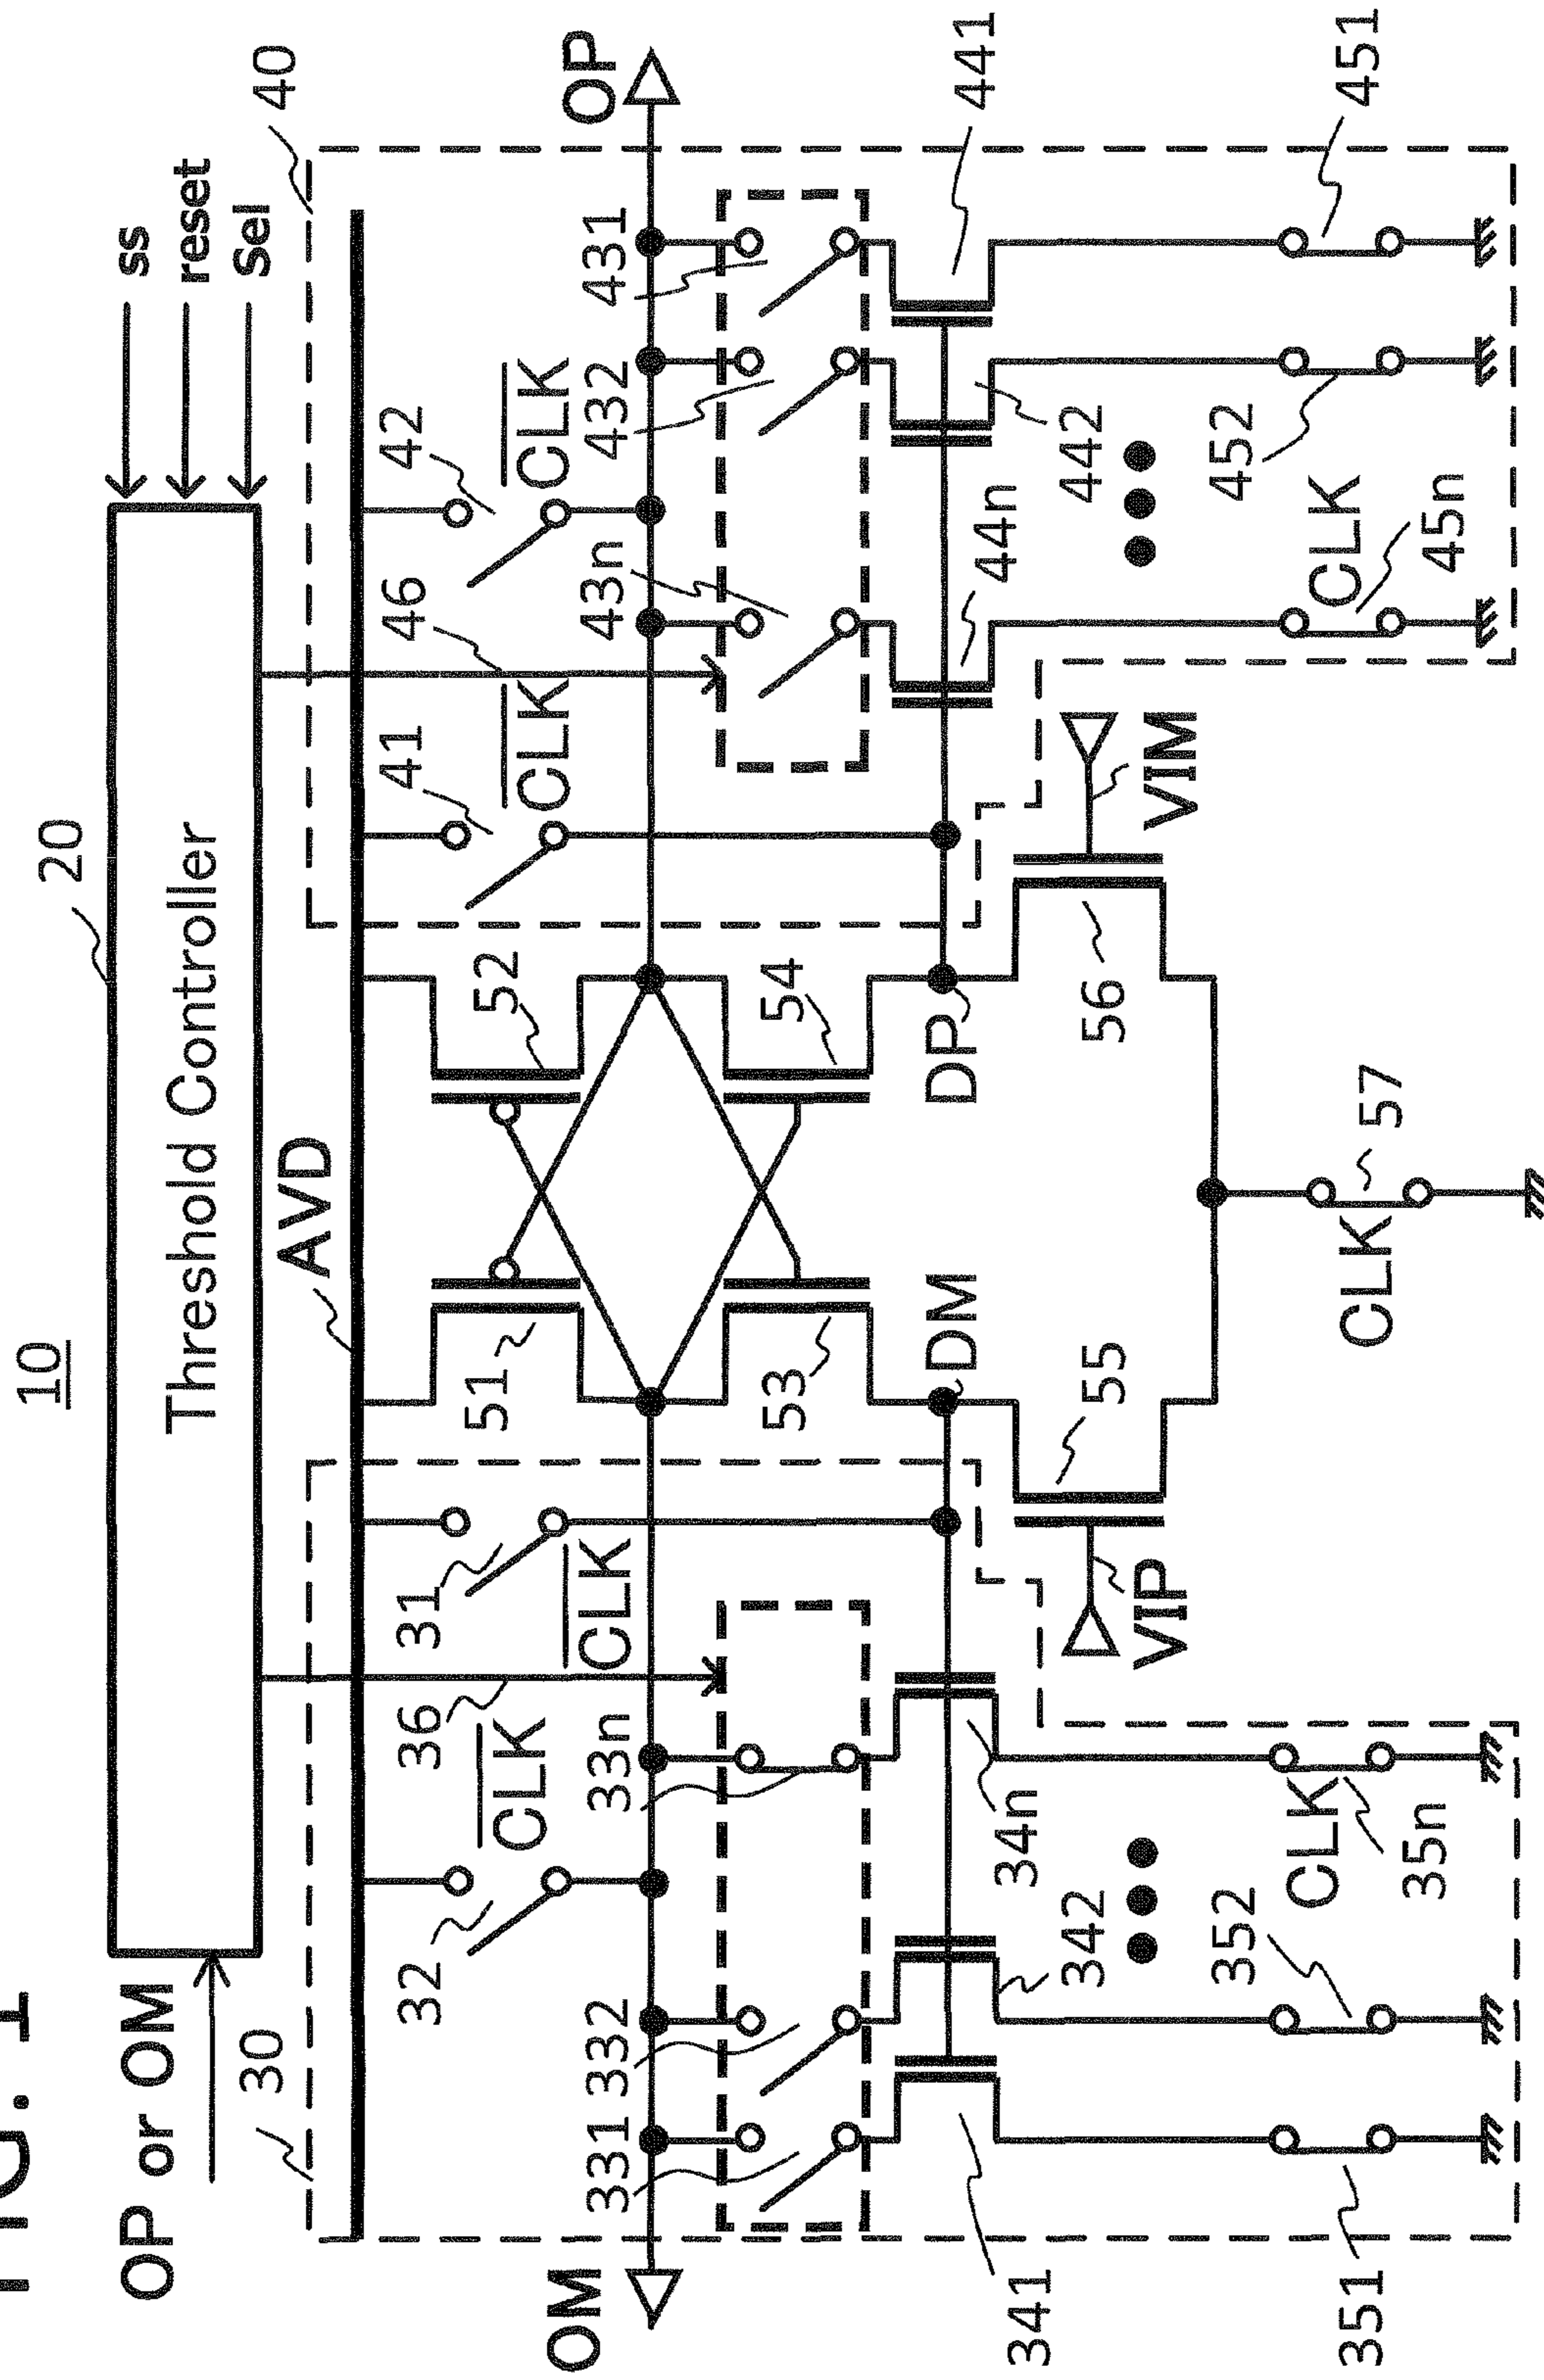 10
20
Threshold Controller
ss
reset
Sel
OP or OM
30
40
AVD
32
CLK
36
31
CLK
51
52
41
CLK
46
42
CLK
OM
OP
331
332
33n
53
54
43n
432
431
DM
DP
341
342
34n
55
56
44n
442
441
VIP
VIM
351
352
35n
CLK
CLK
57
45n
CLK
452
451